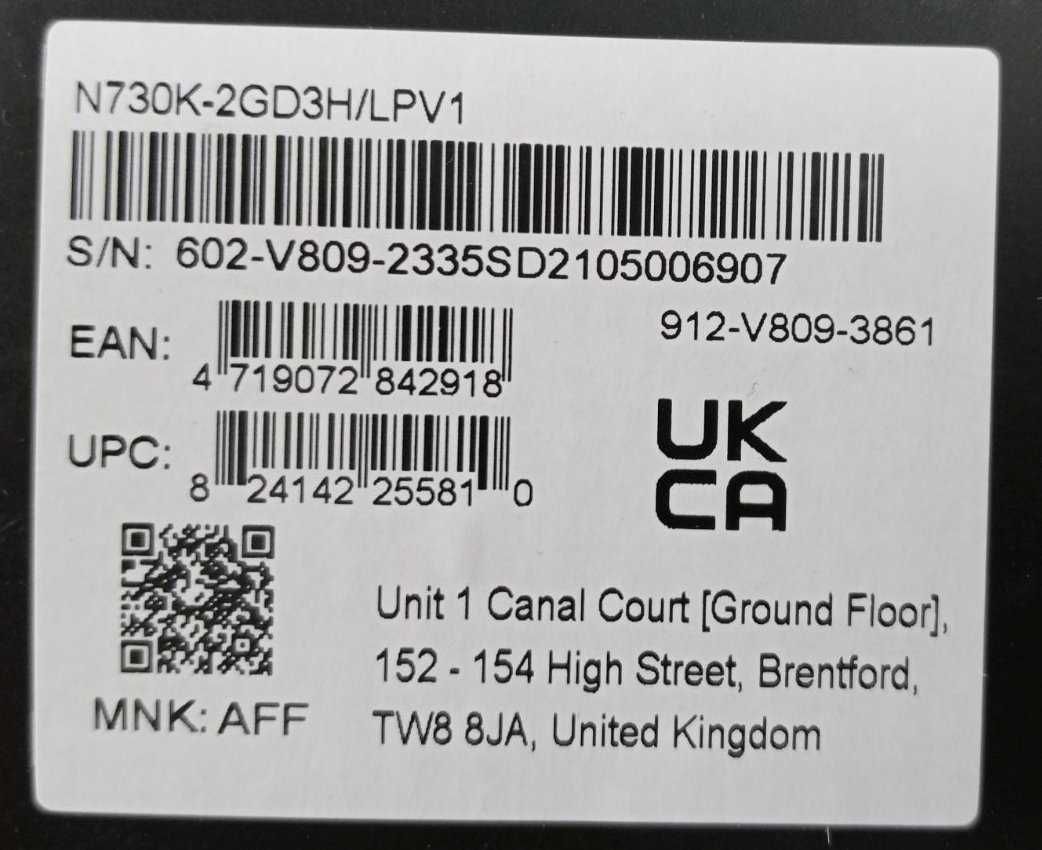 N730K-2GD3H/LPV1
S/N: 602-V809-2335SD2105006907
912-V809-3861
EAN:
4 719072 842918
UPC:
8 24142 25581 0
UK
CA
MNK: AFF
Unit 1 Canal Court [Ground Floor],
152 - 154 High Street, Brentford,
TW8 8JA, United Kingdom